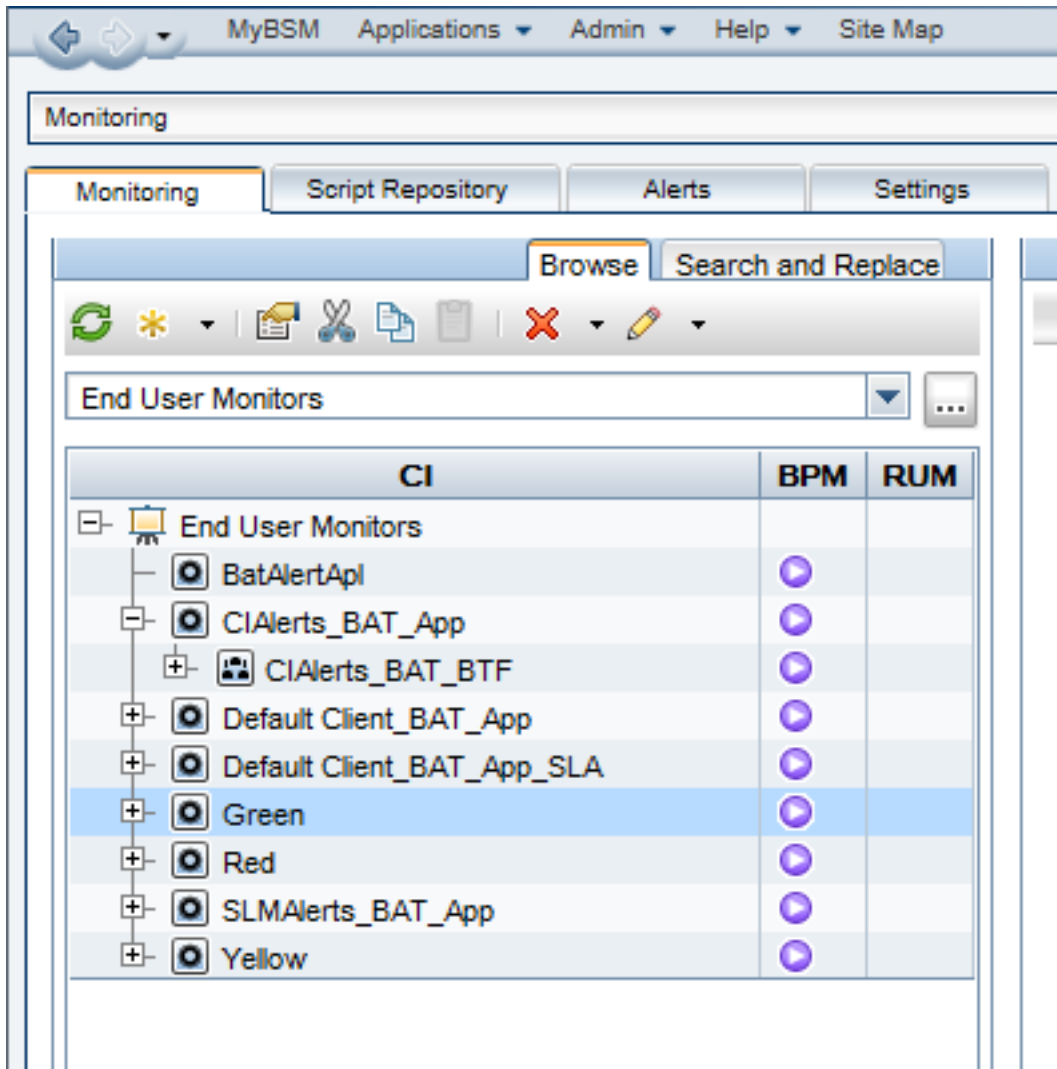 MyBSM Applications Admin Help Site Map
Monitoring
Monitoring Script Repository Alerts Settings
Browse Search and Replace
End User Monitors ...
CI BPM RUM
End User Monitors
BatAlertApl
CIAlerts_BAT_App
CIAlerts_BAT_BTF
Default Client_BAT_App
Default Client_BAT_App_SLA
Green
Red
SLMAlerts_BAT_App
Yellow